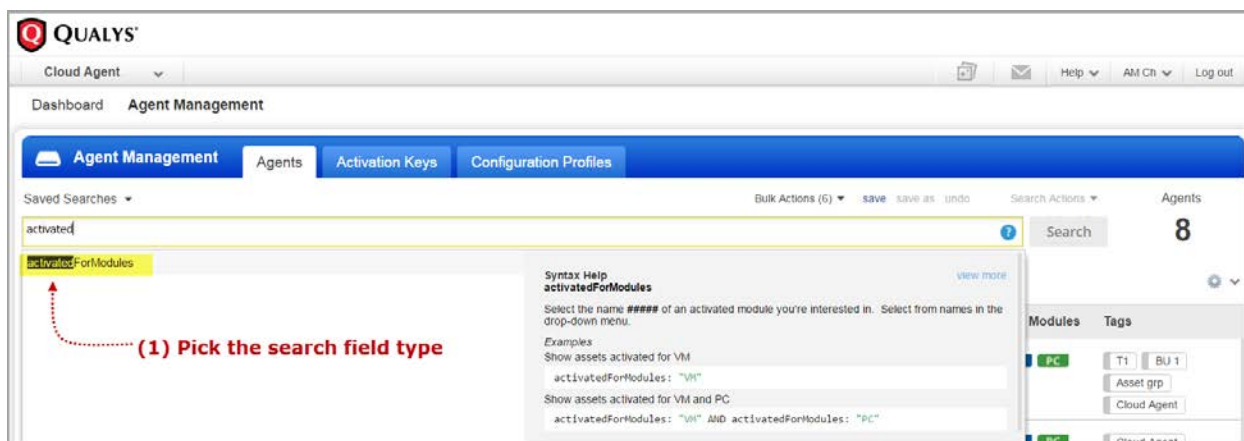 QUALYS®
Cloud Agent
Help
AM Ch
Log out
Dashboard
Agent Management
Agent Management
Agents
Activation Keys
Configuration Profiles
Saved Searches
Bulk Actions (6)
save
save as
undo
Search Actions
Agents
activated
?
Search
8
activatedForModules
Syntax Help
view more
activatedForModules
Select the name ##### of an activated module you're interested in. Select from names in the
drop-down menu.
Examples
Show assets activated for VM
activatedForModules: "VM"
Show assets activated for VM and PC
activatedForModules: "VM" AND activatedForModules: "PC"
(1) Pick the search field type
Modules
Tags
PC
T1
BU 1
Asset grp
Cloud Agent
PC
Cloud Agent